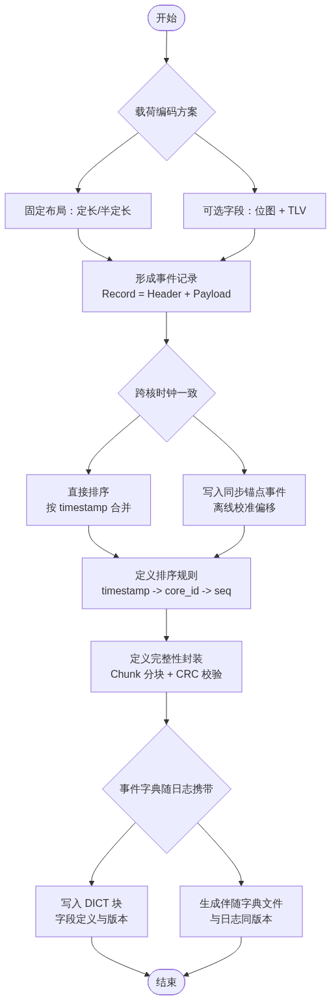 开始
载荷编码方案
固定布局：定长/半定长
可选字段：位图 + TLV
形成事件记录
Record = Header + Payload
跨核时钟一致
直接排序
按 timestamp 合并
写入同步锚点事件
离线校准偏移
定义排序规则
timestamp -> core_id -> seq
定义完整性封装
Chunk 分块 + CRC 校验
事件字典随日志携带
写入 DICT 块
字段定义与版本
生成伴随字典文件
与日志同版本
结束